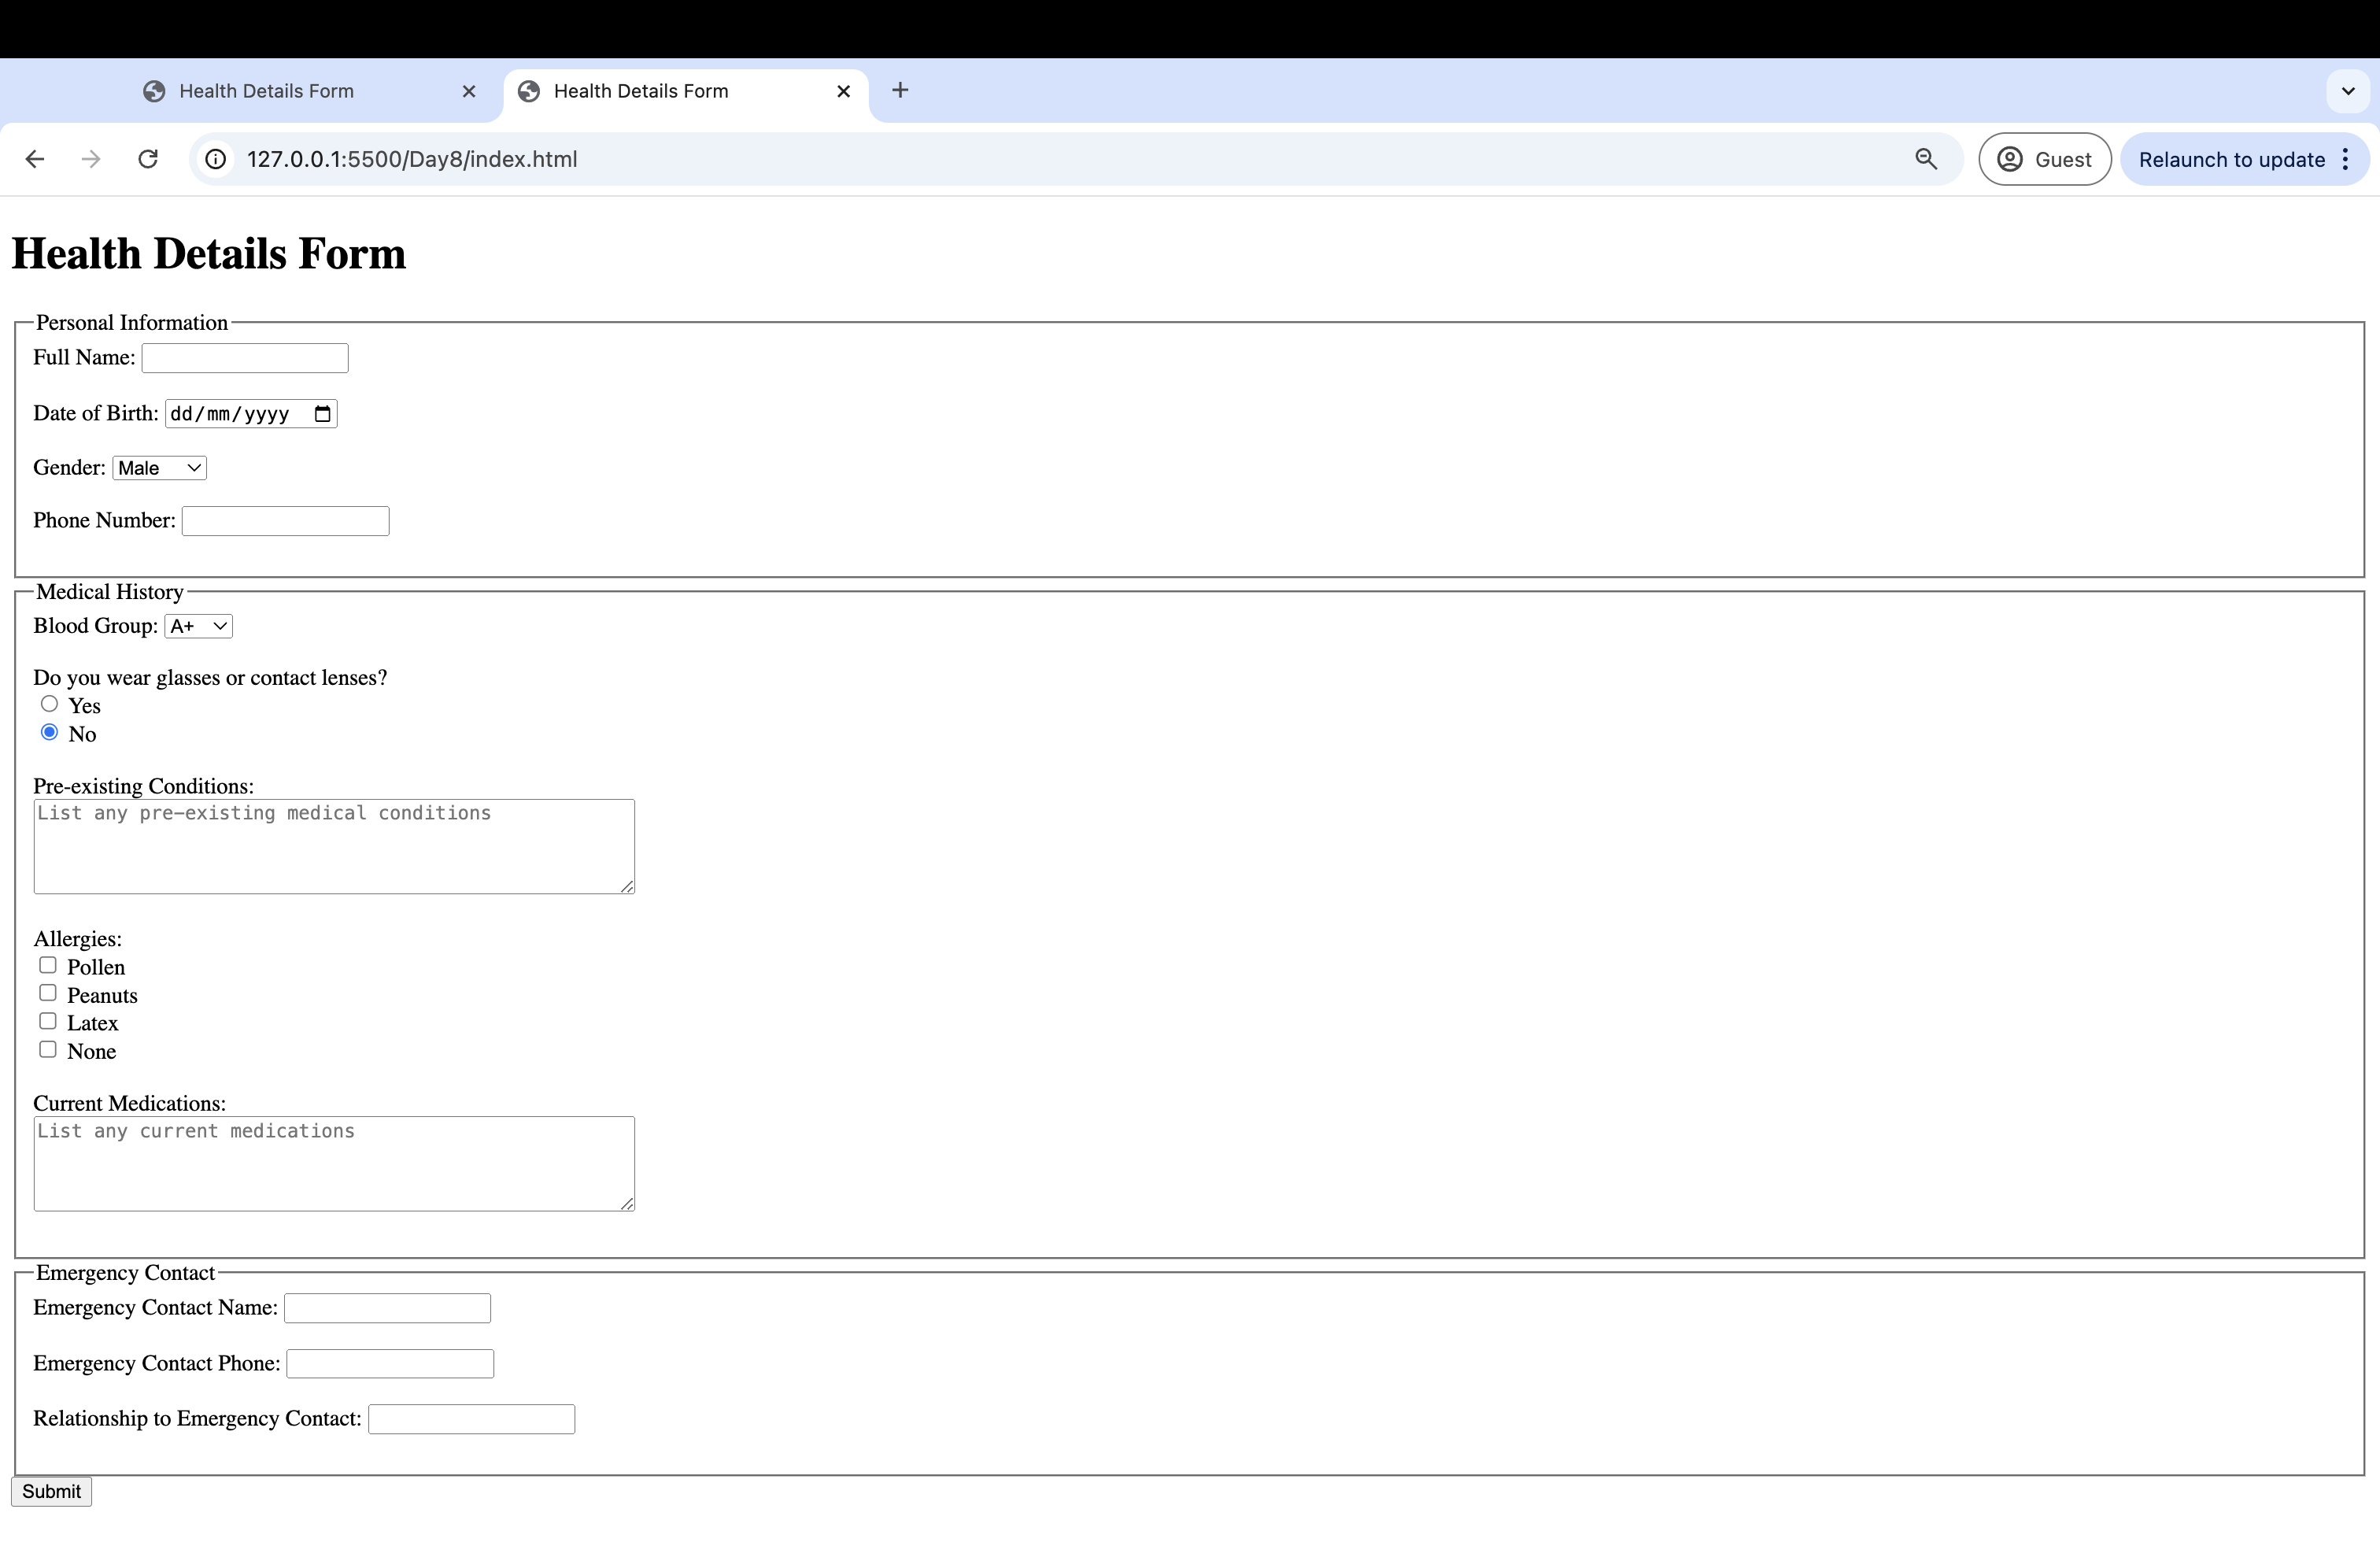 Health Details Form
Health Details Form
127.0.0.1:5500/Day8/index.html
Guest
Relaunch to update
Health Details Form
Personal Information
Full Name:
Date of Birth: dd/mm/yyyy
Gender: Male
Phone Number:
Medical History
Blood Group: A+
Do you wear glasses or contact lenses?
Yes
No
Pre-existing Conditions:
List any pre-existing medical conditions
Allergies:
Pollen
Peanuts
Latex
None
Current Medications:
List any current medications
Emergency Contact
Emergency Contact Name:
Emergency Contact Phone:
Relationship to Emergency Contact:
Submit